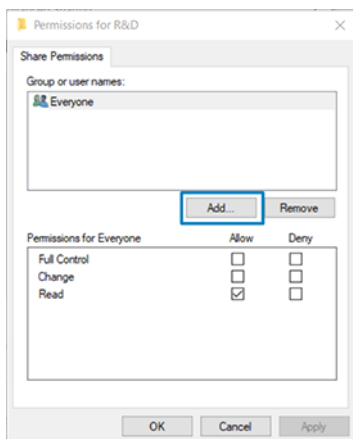 Permissions for R&D
Share Permissions
Group or user names:
Everyone
Add... Remove
Permissions for Everyone Allow Deny
Full Control
Change
Read
OK Cancel Apply